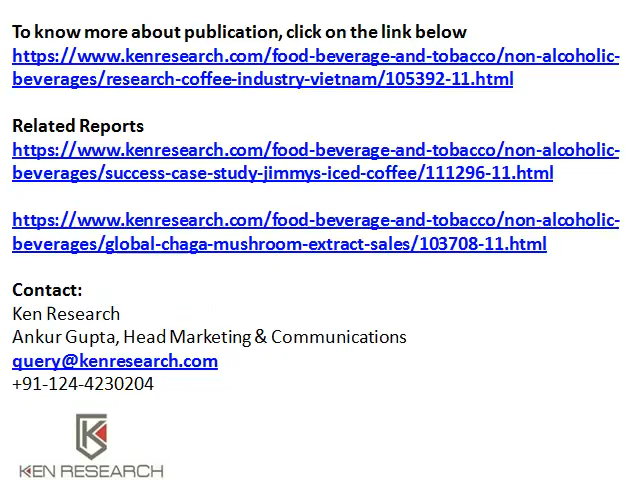 To know more about publication, click on the link below
https://www.kenresearch.com/food-beverage-and-tobacco/non-alcoholic-
beverages/research-coffee-industry-vietnam/105392-11.html
Related Reports
https://www.kenresearch.com/food-beverage-and-tobacco/non-alcoholic-
beverages/success-case-study-jimmys-iced-coffee/111296-11.html
https://www.kenresearch.com/food-beverage-and-tobacco/non-alcoholic-
beverages/global-chaga-mushroom-extract-sales/103708-11.html
Contact:
Ken Research
Ankur Gupta, Head Marketing & Communications
query@kenresearch.com
+91-124-4230204
KEN RESEARCH